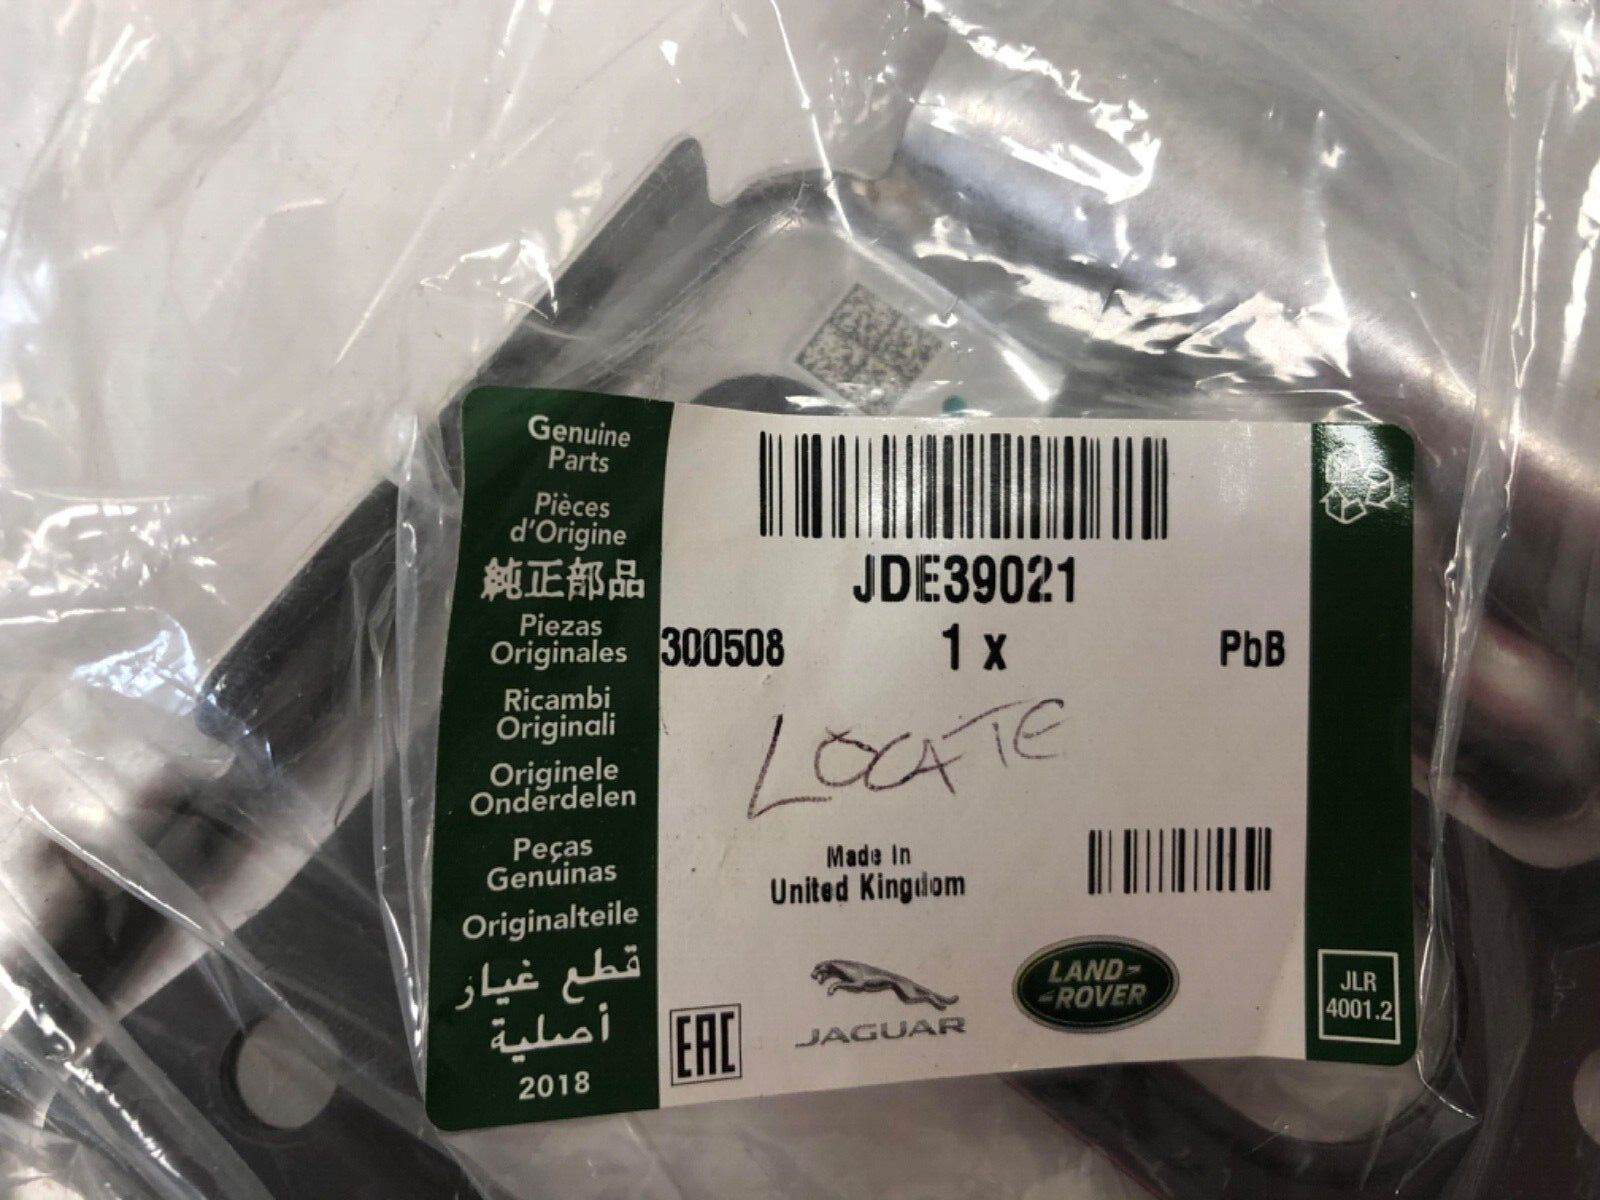 Genuine
Parts
Pièces
d'Origine
純正部品
Piezas
Originales
Ricambi
Originali
Originele
Onderdelen
Peças
Genuinas
Originalteile
قطع غيار
أصلية
2018
JDE39021
300508 1 x PbB
LOCATE
Made In
United Kingdom
EAC
JAGUAR
LAND-
-ROVER
JLR
4001.2